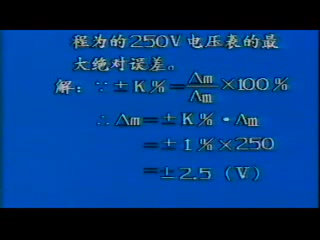 程为的250V电压表的最
大绝对误差。
解：∵±K%=Δm/Am×100%
∴Δm=±K%·Am
=±1%×250
=±2.5（V）